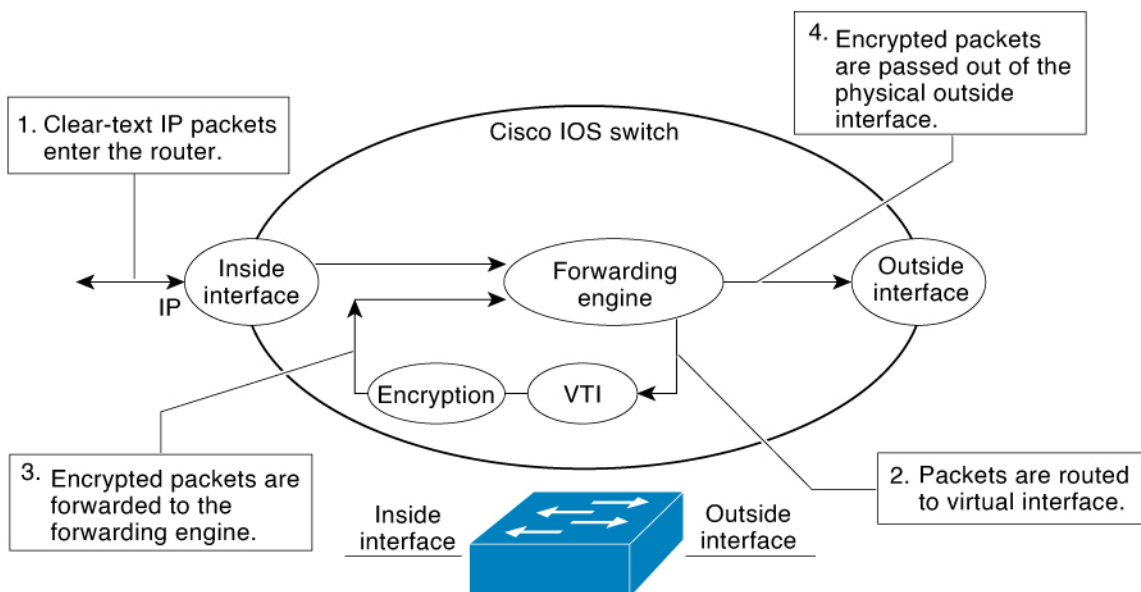 4. Encrypted packets
are passed out of the
physical outside
interface.
1. Clear-text IP packets
enter the router.
Cisco IOS switch
Inside
interface
IP
Forwarding
engine
Outside
interface
Encryption
VTI
3. Encrypted packets are
forwarded to the
forwarding engine.
2. Packets are routed
to virtual interface.
Inside
interface
Outside
interface